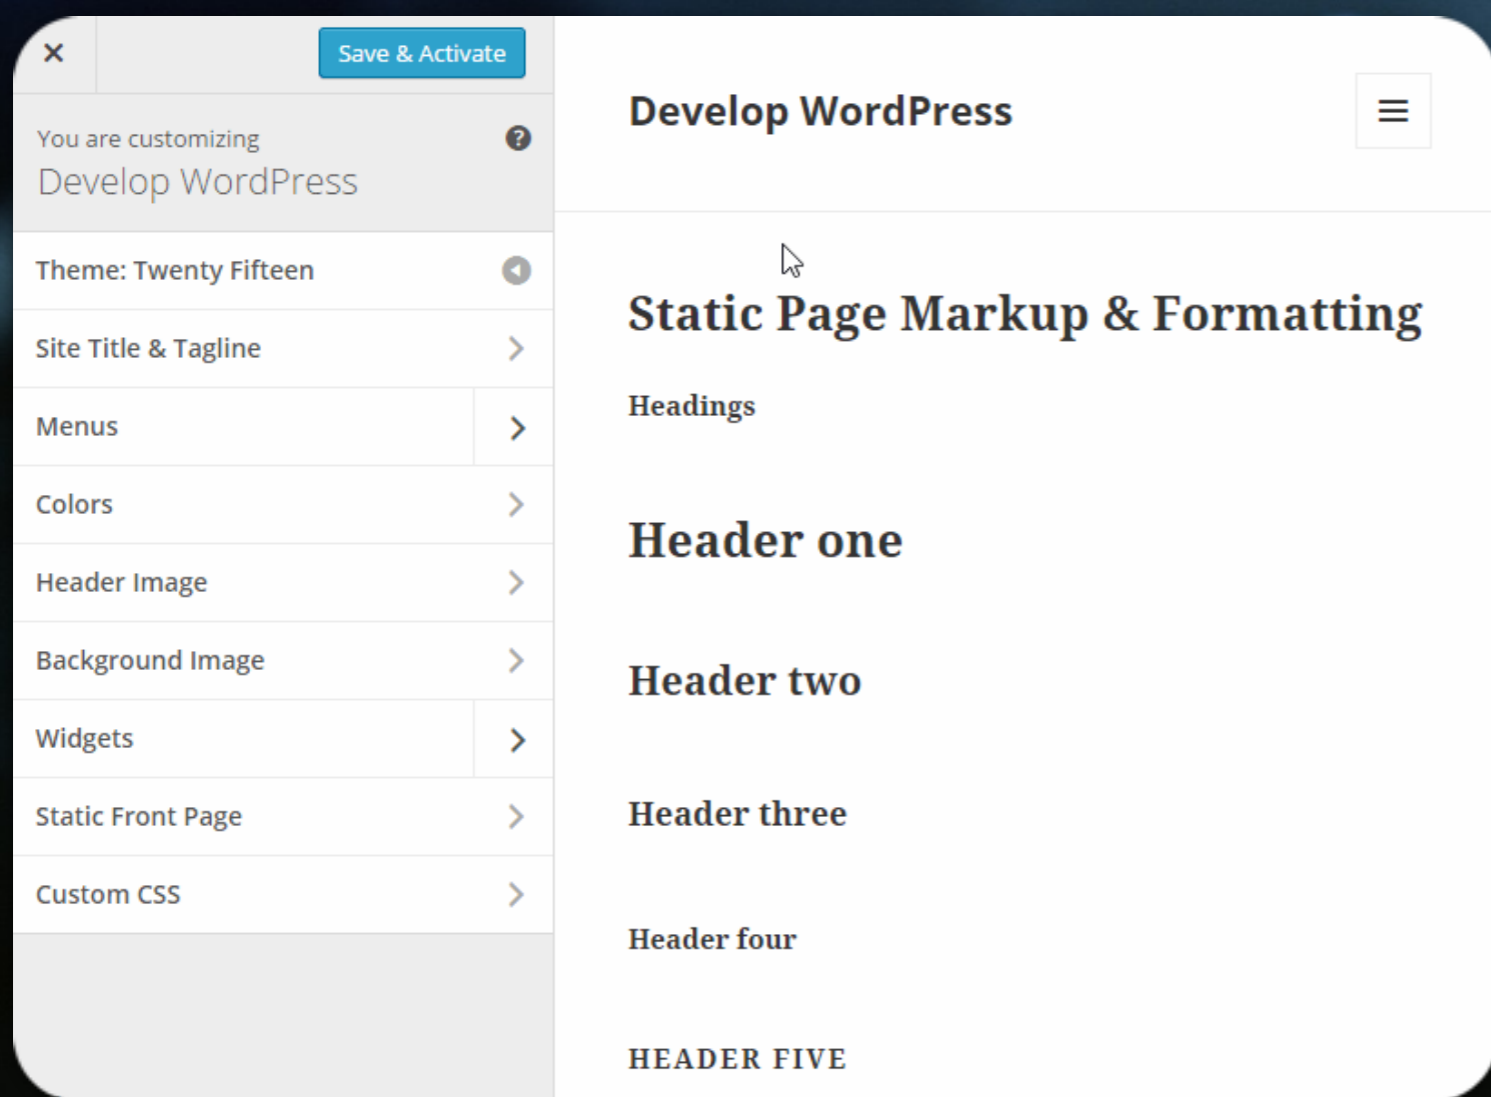 Save & Activate
You are customizing
Develop WordPress
Theme: Twenty Fifteen
Site Title & Tagline
Menus
Colors
Header Image
Background Image
Widgets
Static Front Page
Custom CSS
Develop WordPress
Static Page Markup & Formatting
Headings
Header one
Header two
Header three
Header four
HEADER FIVE